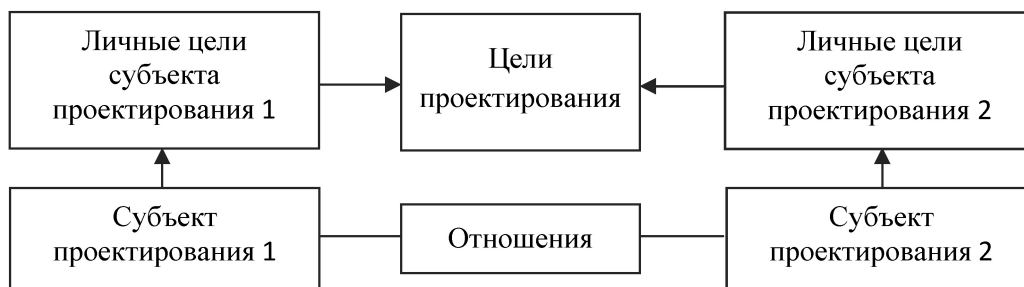 Личные цели
субъекта
проектирования 1
Цели
проектирования
Личные цели
субъекта
проектирования 2
Субъект
проектирования 1
Отношения
Субъект
проектирования 2